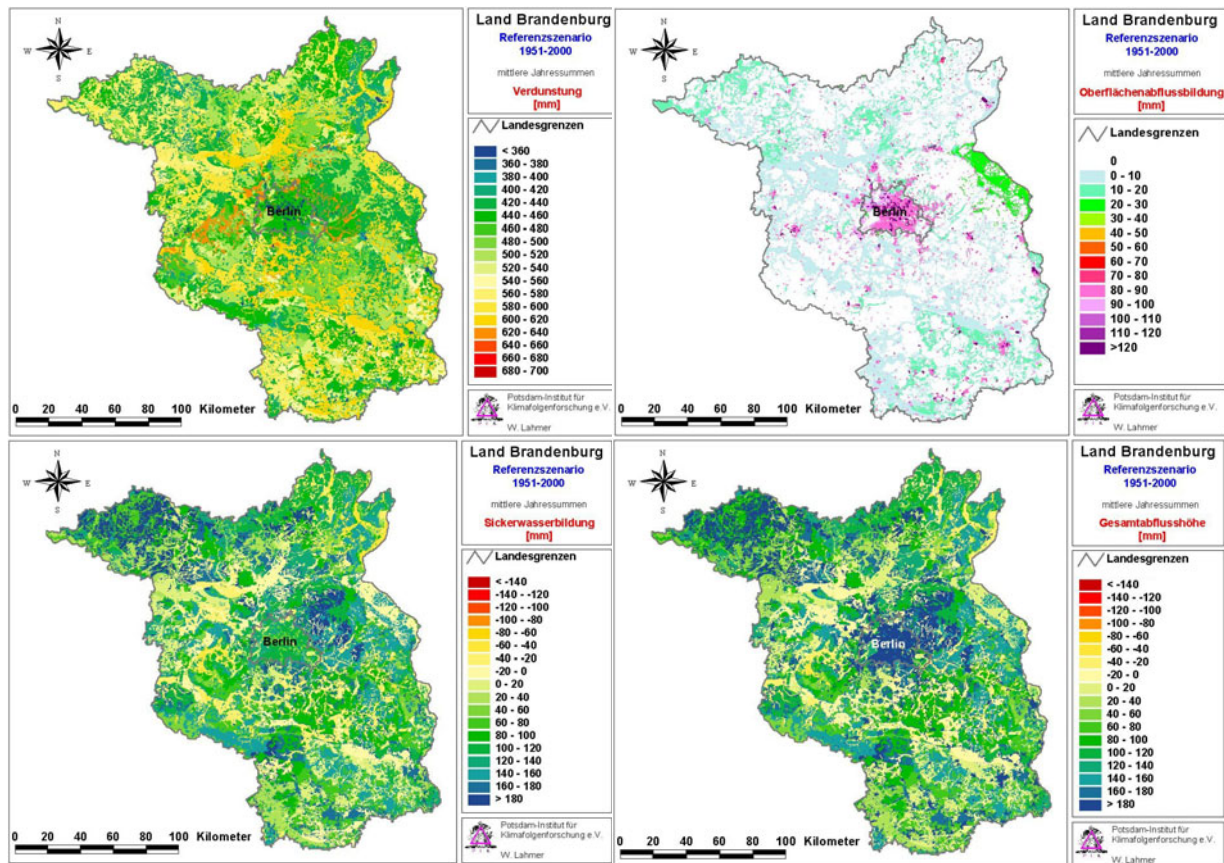 N
W E
S
Berlin
0 20 40 60 80 100 Kilometer
Land Brandenburg
Referenzszenario
1951-2000
mittlere Jahressummen
Verdunstung
[mm]
Landesgrenzen
< 360
360 - 380
380 - 400
400 - 420
420 - 440
440 - 460
460 - 480
480 - 500
500 - 520
520 - 540
540 - 560
560 - 580
580 - 600
600 - 620
620 - 640
640 - 660
660 - 680
680 - 700
Potsdam-Institut für
Klimafolgenforschung e.V.
W. Lahmer
N
W E
S
Berlin
0 20 40 60 80 100 Kilometer
Land Brandenburg
Referenzszenario
1951-2000
mittlere Jahressummen
Oberflächenabflussbildung
[mm]
Landesgrenzen
0
0 - 10
10 - 20
20 - 30
30 - 40
40 - 50
50 - 60
60 - 70
70 - 80
80 - 90
90 - 100
100 - 110
110 - 120
>120
Potsdam-Institut für
Klimafolgenforschung e.V.
W. Lahmer
N
W E
S
Berlin
0 20 40 60 80 100 Kilometer
Land Brandenburg
Referenzszenario
1951-2000
mittlere Jahressummen
Sickerwasserbildung
[mm]
Landesgrenzen
< -140
-140 - -120
-120 - -100
-100 - -80
-80 - -60
-60 - -40
-40 - -20
-20 - 0
0 - 20
20 - 40
40 - 60
60 - 80
80 - 100
100 - 120
120 - 140
140 - 160
160 - 180
> 180
Potsdam-Institut für
Klimafolgenforschung e.V.
W. Lahmer
N
W E
S
Berlin
0 20 40 60 80 100 Kilometer
Land Brandenburg
Referenzszenario
1951-2000
mittlere Jahressummen
Gesamtabflusshöhe
[mm]
Landesgrenzen
< -140
-140 - -120
-120 - -100
-100 - -80
-80 - -60
-60 - -40
-40 - -20
-20 - 0
0 - 20
20 - 40
40 - 60
60 - 80
80 - 100
100 - 120
120 - 140
140 - 160
160 - 180
> 180
Potsdam-Institut für
Klimafolgenforschung e.V.
W. Lahmer